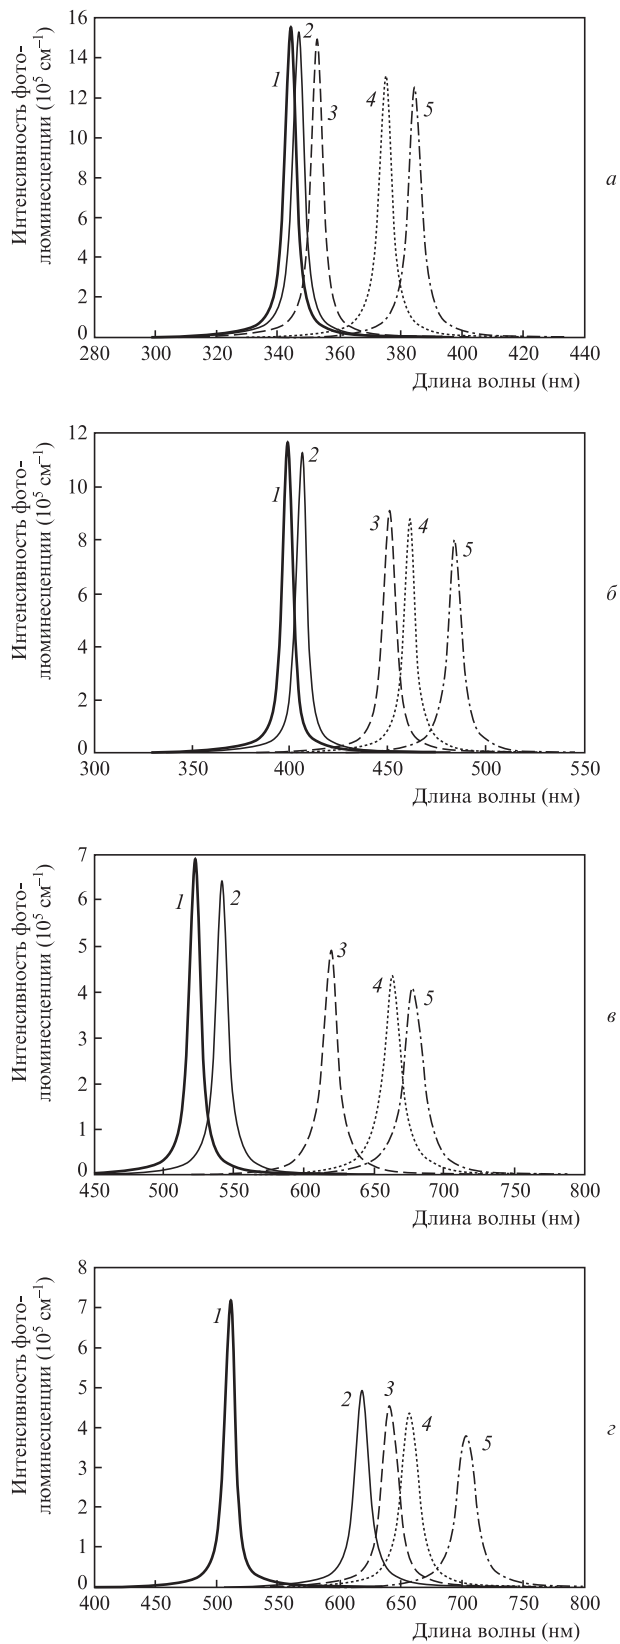 Интенсивность фото-
люминесценции (10⁵ см⁻¹)
16
14
12
10
8
6
4
2
0
1
2
3
4
5
280 300 320 340 360 380 400 420 440
Длина волны (нм)
а
Интенсивность фото-
люминесценции (10⁵ см⁻¹)
12
10
8
6
4
2
0
1
2
3
4
5
300 350 400 450 500 550
Длина волны (нм)
б
Интенсивность фото-
люминесценции (10⁵ см⁻¹)
7
6
5
4
3
2
1
0
1
2
3
4
5
450 500 550 600 650 700 750 800
Длина волны (нм)
в
Интенсивность фото-
люминесценции (10⁵ см⁻¹)
8
7
6
5
4
3
2
1
0
1
2
3
4
5
400 450 500 550 600 650 700 750 800
Длина волны (нм)
г